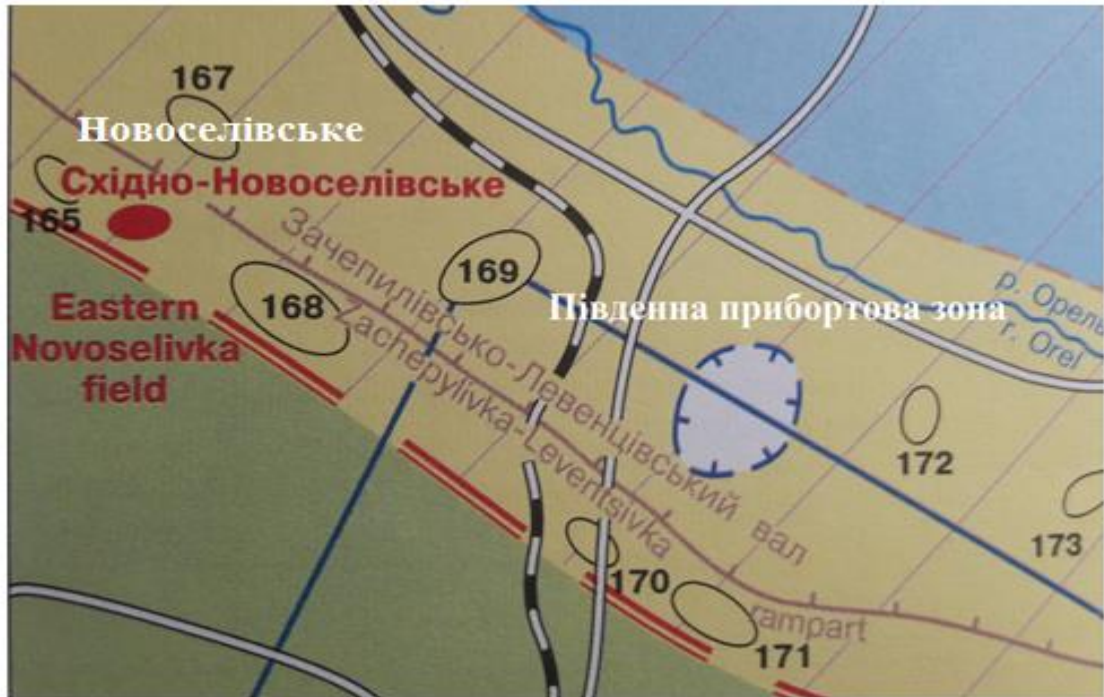 167
Новоселівське
165
Східно-Новоселівське
Eastern
Novoselivka
field
168
169
Зачепилівсько-Левенцівський вал
Zachepylivka-Leventsivka
rampart
Південна прибортова зона
р. Орель
r. Orel
172
173
170
171